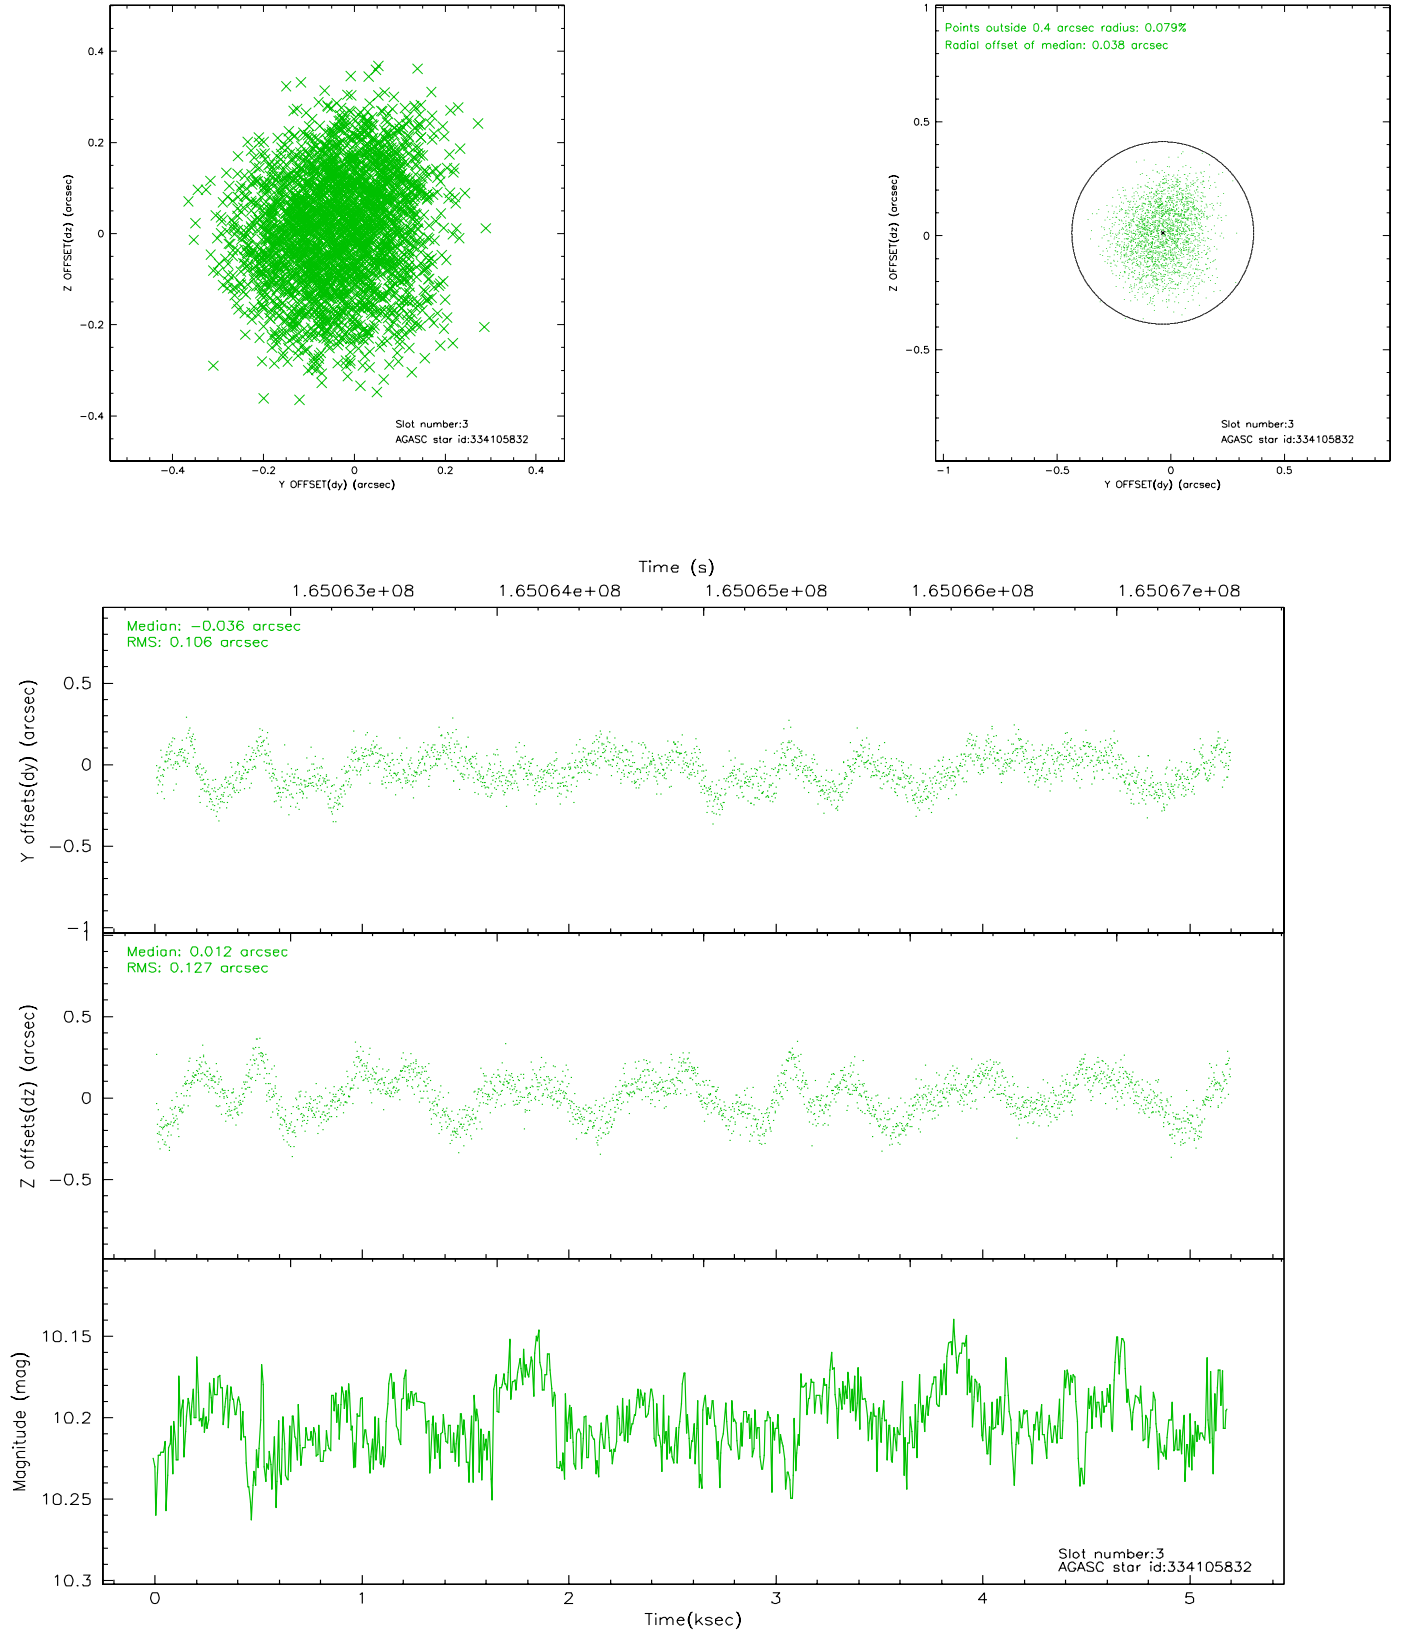 0.4
0.2
0
−0.2
−0.4
Z OFFSET(dz) (arcsec)
Slot number:3
AGASC star id:334105832
−0.4 −0.2 0 0.2 0.4
Y OFFSET(dy) (arcsec)
Points outside 0.4 arcsec radius: 0.079%
Radial offset of median: 0.038 arcsec
1
0.5
0
−0.5
Z OFFSET(dz) (arcsec)
Slot number:3
AGASC star id:334105832
−1 −0.5 0 0.5
Y OFFSET(dy) (arcsec)
Time (s)
1.65063e+08 1.65064e+08 1.65065e+08 1.65066e+08 1.65067e+08
Median: −0.036 arcsec
RMS: 0.106 arcsec
0.5
0
−0.5
−1
Y offsets(dy) (arcsec)
Median: 0.012 arcsec
RMS: 0.127 arcsec
1
0.5
0
−0.5
Z offsets(dz) (arcsec)
10.15
10.2
10.25
10.3
Magnitude (mag)
Slot number:3
AGASC star id:334105832
0 1 2 3 4 5
Time(ksec)